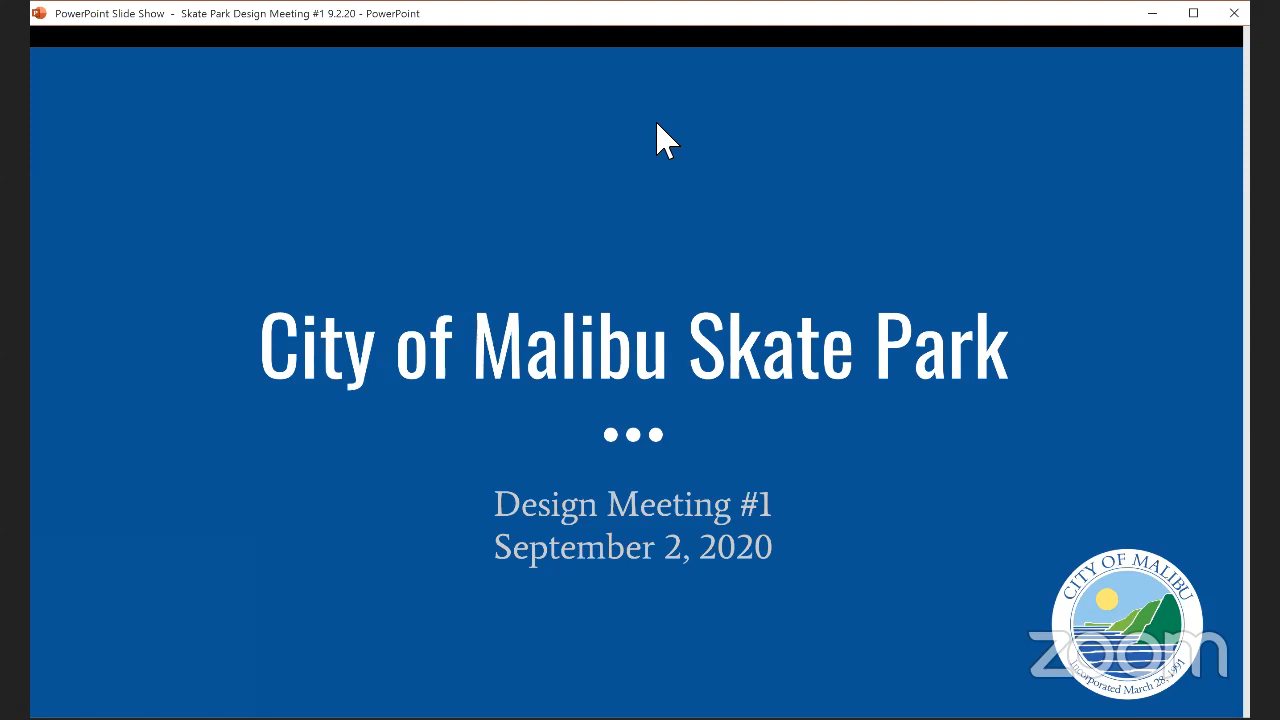 PowerPoint Slide Show - Skate Park Design Meeting #1 9.2.20 - PowerPoint
City of Malibu Skate Park
Design Meeting #1
September 2, 2020
CITY OF MALIBU
zoom
Incorporated March 28, 1991